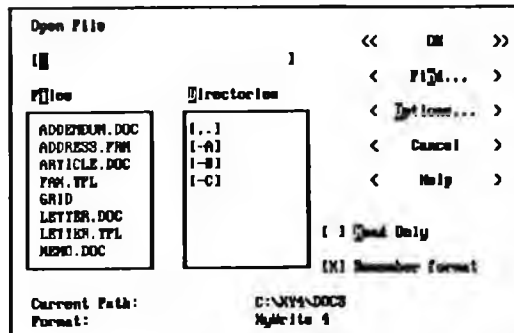 Open File
<< OK >>
[ ]
< Find... >
Files
Directories
< Options... >
ADDENDUM.DOC
ADDRESS.FRM
ARTICLE.DOC
FAX.TPL
GRID
LETTER.DOC
LETTER.TPL
MEMO.DOC
[..]
[-A]
[-B]
[-C]
< Cancel >
< Help >
[ ] Read Only
[X] Remember format
Current Path: C:\XY4\DOCS
Format: XyWrite 4